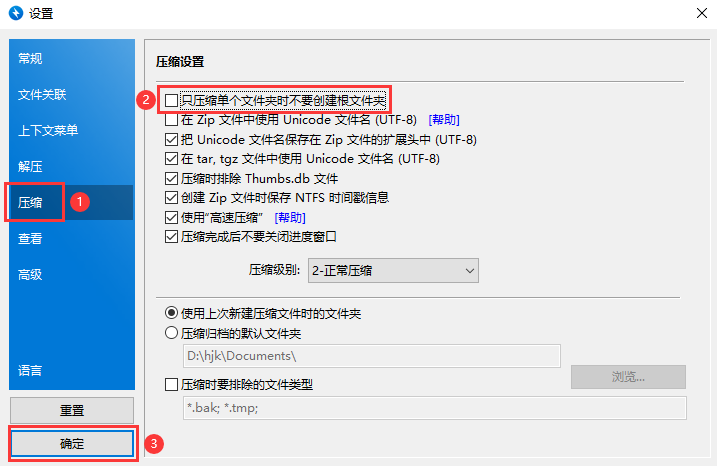 设置
常规
文件关联
上下文菜单
解压
压缩
1
查看
高级
语言
重置
确定
3
压缩设置
2
只压缩单个文件夹时不要创建根文件夹
在 Zip 文件中使用 Unicode 文件名 (UTF-8) [帮助]
把 Unicode 文件名保存在 Zip 文件的扩展头中 (UTF-8)
在 tar, tgz 文件中使用 Unicode 文件名 (UTF-8)
压缩时排除 Thumbs.db 文件
创建 Zip 文件时保存 NTFS 时间戳信息
使用"高速压缩" [帮助]
压缩完成后不要关闭进度窗口
压缩级别: 2-正常压缩
使用上次新建压缩文件时的文件夹
压缩归档的默认文件夹
D:\hjk\Documents\
浏览...
压缩时要排除的文件类型
*.bak; *.tmp;